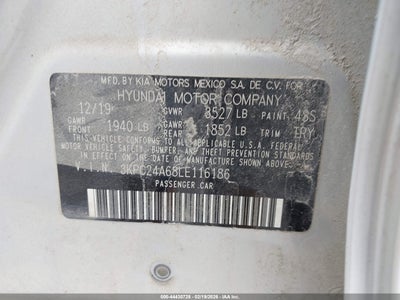 MFD. BY KIA MOTORS MEXICO S.A. DE C.V. FOR
HYUNDAI MOTOR COMPANY
12/19 GVWR 3527 LB PAINT
GAWR GAWR
FRONT 1940 LB 1852 LB TRIM TRY
THIS VEHICLE CONFORMS TO ALL APPLICABLE U.S.A. FEDERAL
MOTOR VEHICLE SAFETY, BUMPER, AND THEFT PREVENTION
STANDARDS IN EFFECT ON THE DATE OF MANUFACTURE SHOWN ABOVE.
V.I.N. 3KPC24A68LE116186
PASSENGER CAR